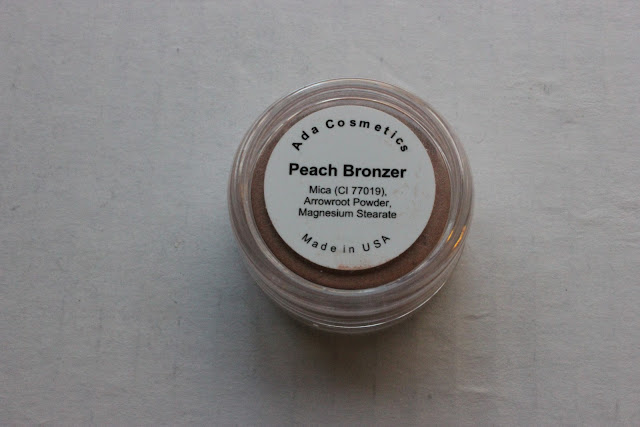 Ada Cosmetics
Peach Bronzer
Mica (CI 77019),
Arrowroot Powder,
Magnesium Stearate
Made in USA